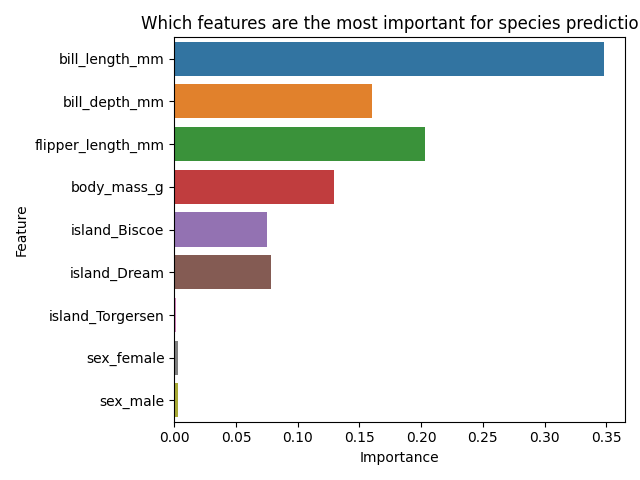 Which features are the most important for species predictio
bill_length_mm
bill_depth_mm
flipper_length_mm
body_mass_g
island_Biscoe
island_Dream
island_Torgersen
sex_female
sex_male
Feature
0.00 0.05 0.10 0.15 0.20 0.25 0.30 0.35
Importance